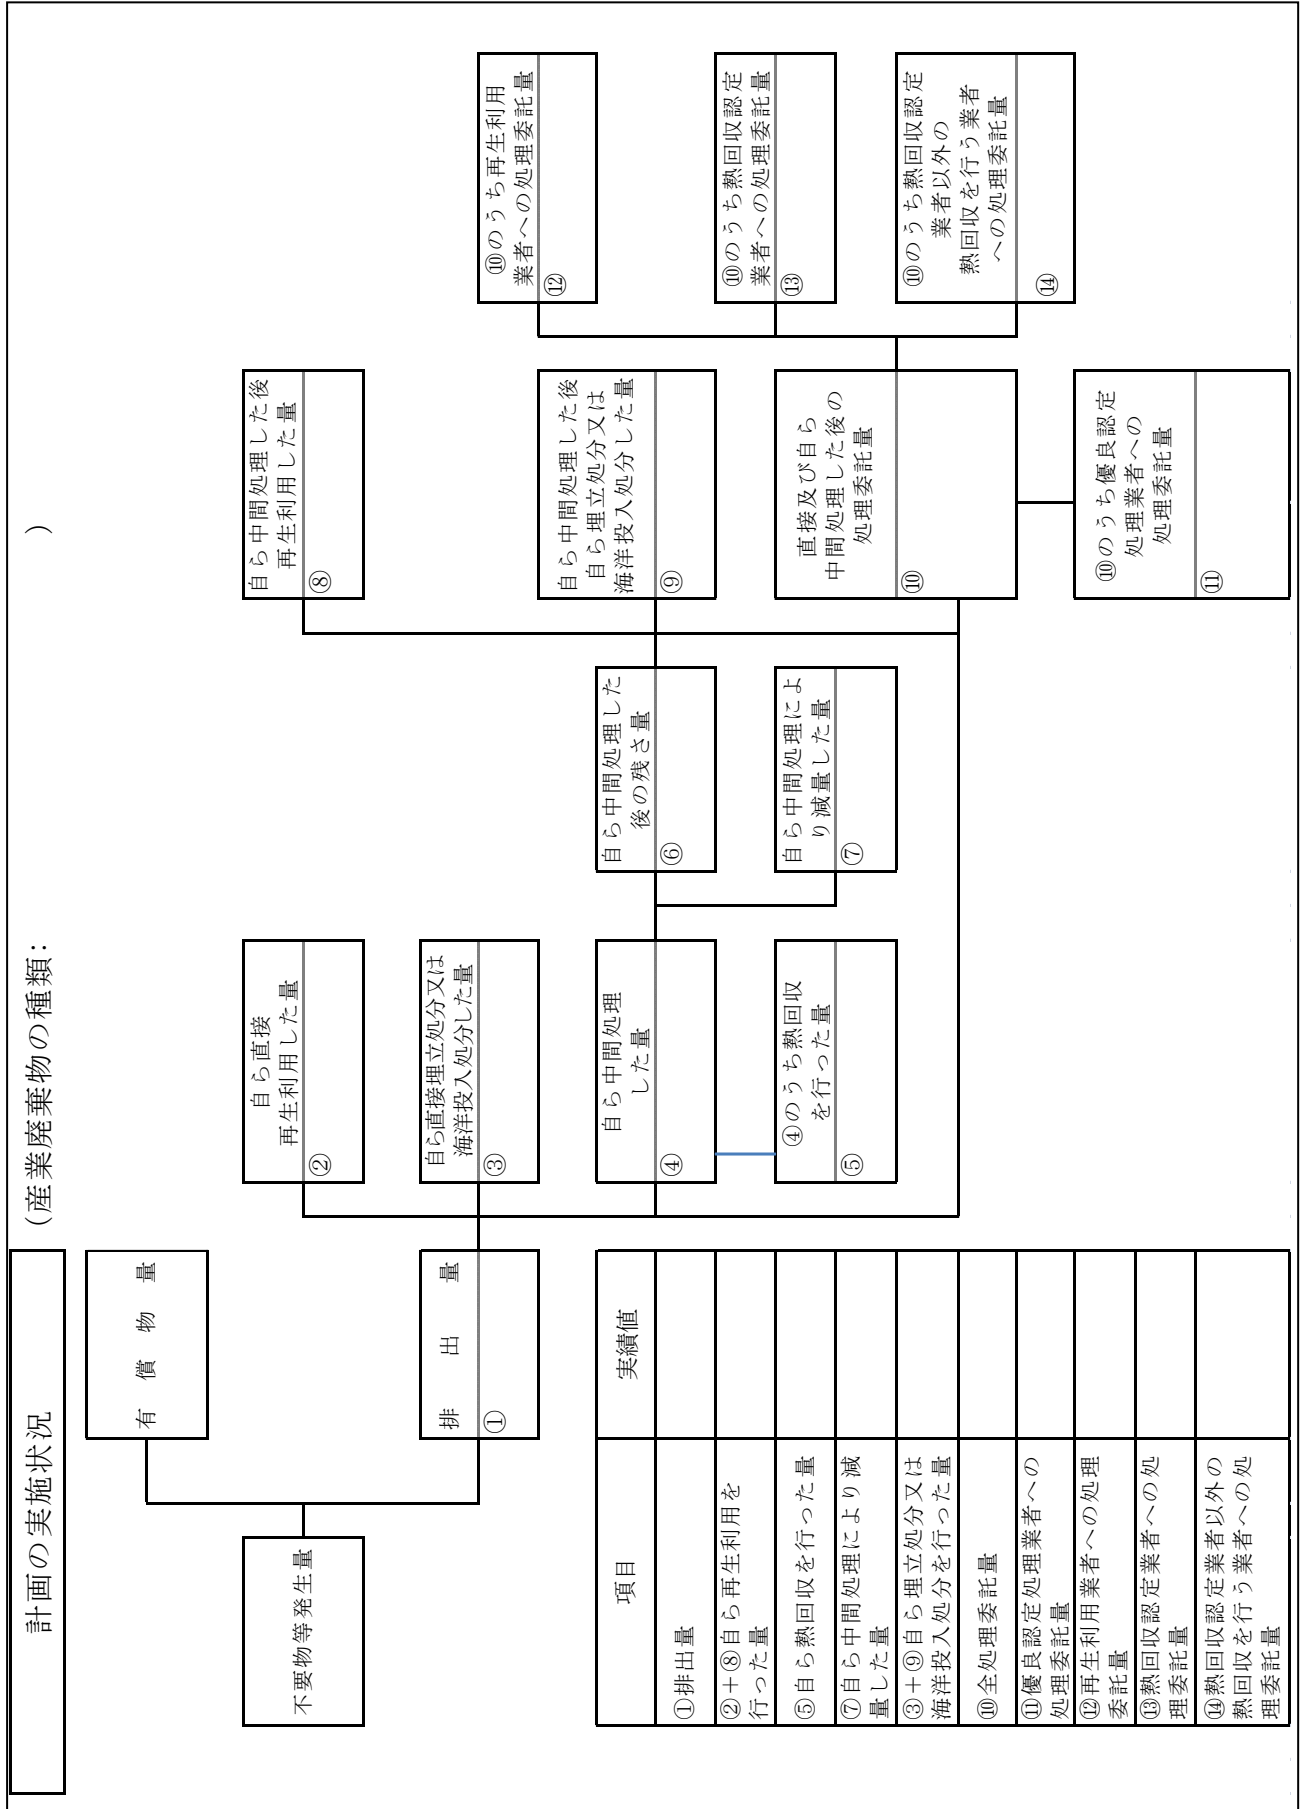 計画の実施状況
(産業廃棄物の種類:　　　)
不要物等発生量
有償物量
排出量
①
自ら直接
再生利用した量
②
自ら直接埋立処分又は
海洋投入処分した量
③
自ら中間処理
した量
④
④のうち熱回収
を行った量
⑤
自ら中間処理した
後の残さ量
⑥
自ら中間処理によ
り減量した量
⑦
自ら中間処理した後
再生利用した量
⑧
自ら中間処理した後
自ら埋立処分又は
海洋投入処分した量
⑨
直接及び自ら
中間処理した後の
処理委託量
⑩
⑩のうち優良認定
処理業者への
処理委託量
⑪
⑩のうち再生利用
業者への処理委託量
⑫
⑩のうち熱回収認定
業者への処理委託量
⑬
⑩のうち熱回収認定
業者以外の
熱回収を行う業者
への処理委託量
⑭
項目
実績値
①排出量
②+⑧自ら再生利用を
行った量
⑤自ら熱回収を行った量
⑦自ら中間処理により減
量した量
③+⑨自ら埋立処分又は
海洋投入処分を行った量
⑩全処理委託量
⑪優良認定処理業者への
処理委託量
⑫再生利用業者への処理
委託量
⑬熱回収認定業者への処
理委託量
⑭熱回収認定業者以外の
熱回収を行う業者への処
理委託量